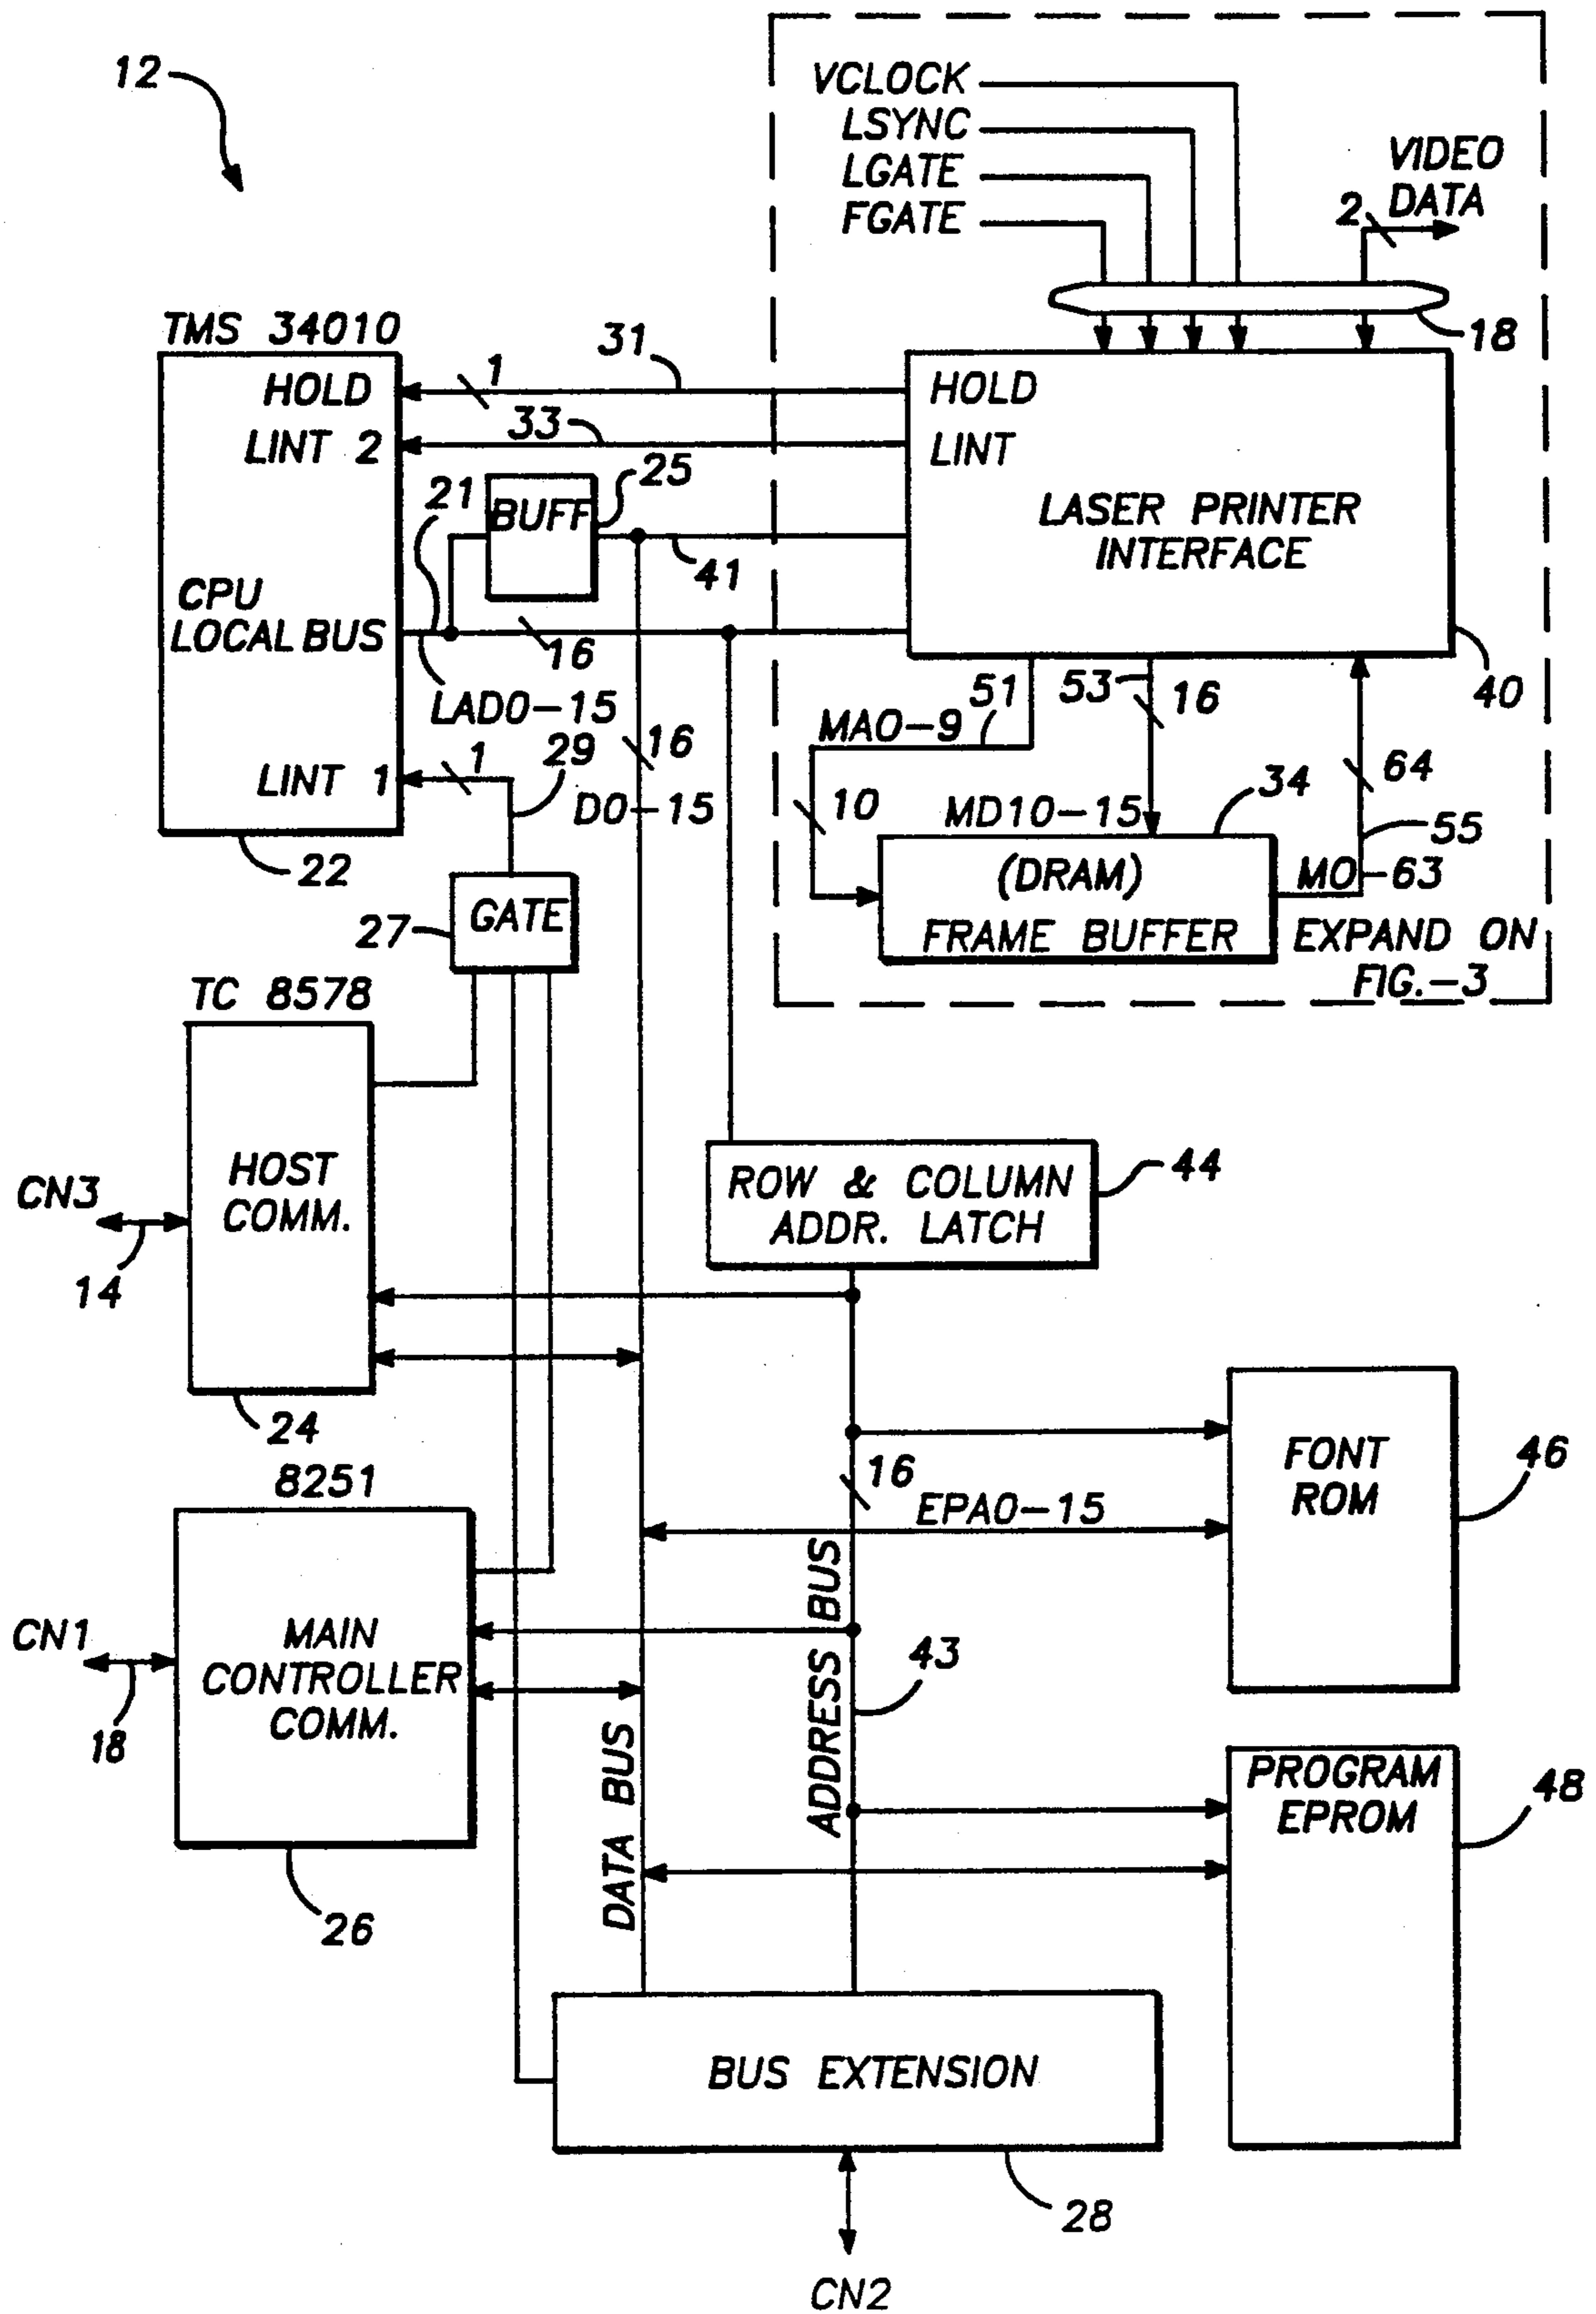 12
VCLOCK
LSYNC
LGATE
FGATE
VIDEO
DATA
2
18
TMS 34010
HOLD
LINT 2
CPU
LOCAL BUS
LINT 1
22
1
31
33
21
BUFF
25
41
16
LAD0-15
16
D0-15
1
29
HOLD
LINT
LASER PRINTER
INTERFACE
40
51
MA0-9
10
53
16
MD10-15
34
(DRAM)
FRAME BUFFER
64
55
MO-63
EXPAND ON
FIG.-3
27
GATE
TC 8578
HOST
COMM.
CN3
14
24
ROW & COLUMN
ADDR. LATCH
44
8251
MAIN
CONTROLLER
COMM.
CN1
18
26
16
EPA0-15
FONT
ROM
46
ADDRESS BUS
43
DATA BUS
PROGRAM
EPROM
48
BUS EXTENSION
28
CN2